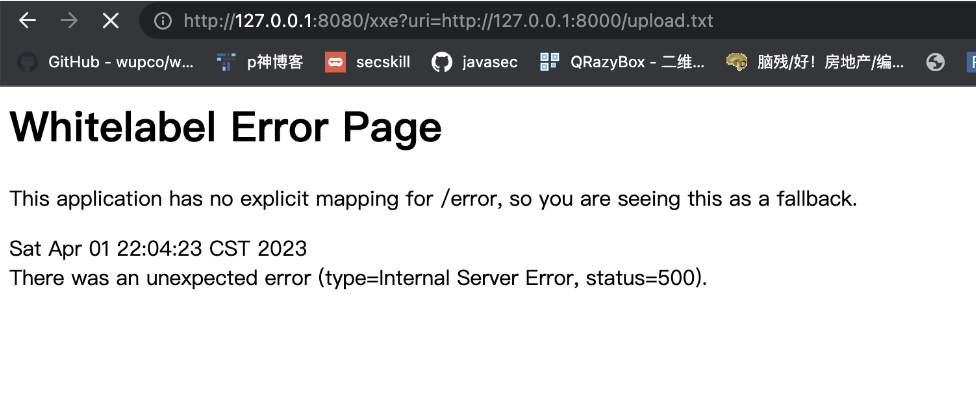 http://127.0.0.1:8080/xxe?uri=http://127.0.0.1:8000/upload.txt
GitHub - wupco/w... p神博客 secskill javasec QRazyBox - 二维... 脑残/好！房地产/编...
Whitelabel Error Page
This application has no explicit mapping for /error, so you are seeing this as a fallback.
Sat Apr 01 22:04:23 CST 2023
There was an unexpected error (type=Internal Server Error, status=500).